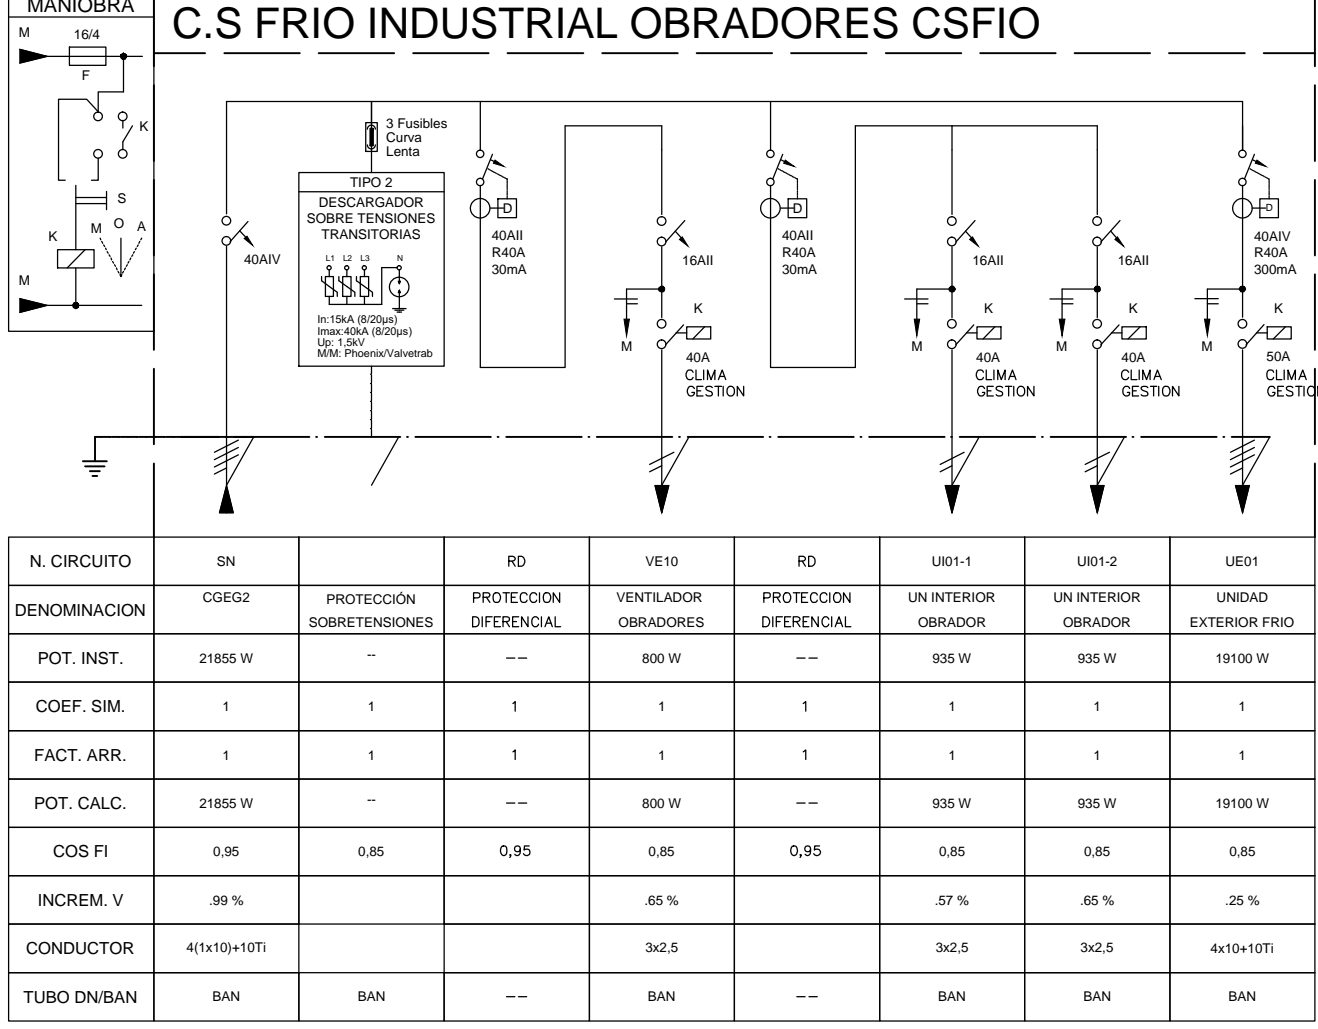 MANIOBRA
C.S FRIO INDUSTRIAL OBRADORES CSFIO
M
16/4
F
K
S
M O A
K
M
40AIV
3 Fusibles
Curva
Lenta
TIPO 2
DESCARGADOR
SOBRE TENSIONES
TRANSITORIAS
L1 L2 L3 N
In:15kA (8/20µs)
Imax:40kA (8/20µs)
Up: 1,5kV
M/M: Phoenix/Valvetrab
D
40AII
R40A
30mA
16AII
K
M
40A
CLIMA
GESTION
D
40AII
R40A
30mA
16AII
K
M
40A
CLIMA
GESTION
16AII
K
M
40A
CLIMA
GESTION
D
40AIV
R40A
300mA
K
M
50A
CLIMA
GESTION
N. CIRCUITO SN RD VE10 RD UI01-1 UI01-2 UE01
DENOMINACION CGEG2 PROTECCIÓN SOBRETENSIONES PROTECCION DIFERENCIAL VENTILADOR OBRADORES PROTECCION DIFERENCIAL UN INTERIOR OBRADOR UN INTERIOR OBRADOR UNIDAD EXTERIOR FRIO
POT. INST. 21855 W -- -- 800 W -- 935 W 935 W 19100 W
COEF. SIM. 1 1 1 1 1 1 1 1
FACT. ARR. 1 1 1 1 1 1 1 1
POT. CALC. 21855 W -- -- 800 W -- 935 W 935 W 19100 W
COS FI 0,95 0,85 0,95 0,85 0,95 0,85 0,85 0,85
INCREM. V .99 % .65 % .57 % .65 % .25 %
CONDUCTOR 4(1x10)+10Ti 3x2,5 3x2,5 3x2,5 4x10+10Ti
TUBO DN/BAN BAN BAN -- BAN -- BAN BAN BAN